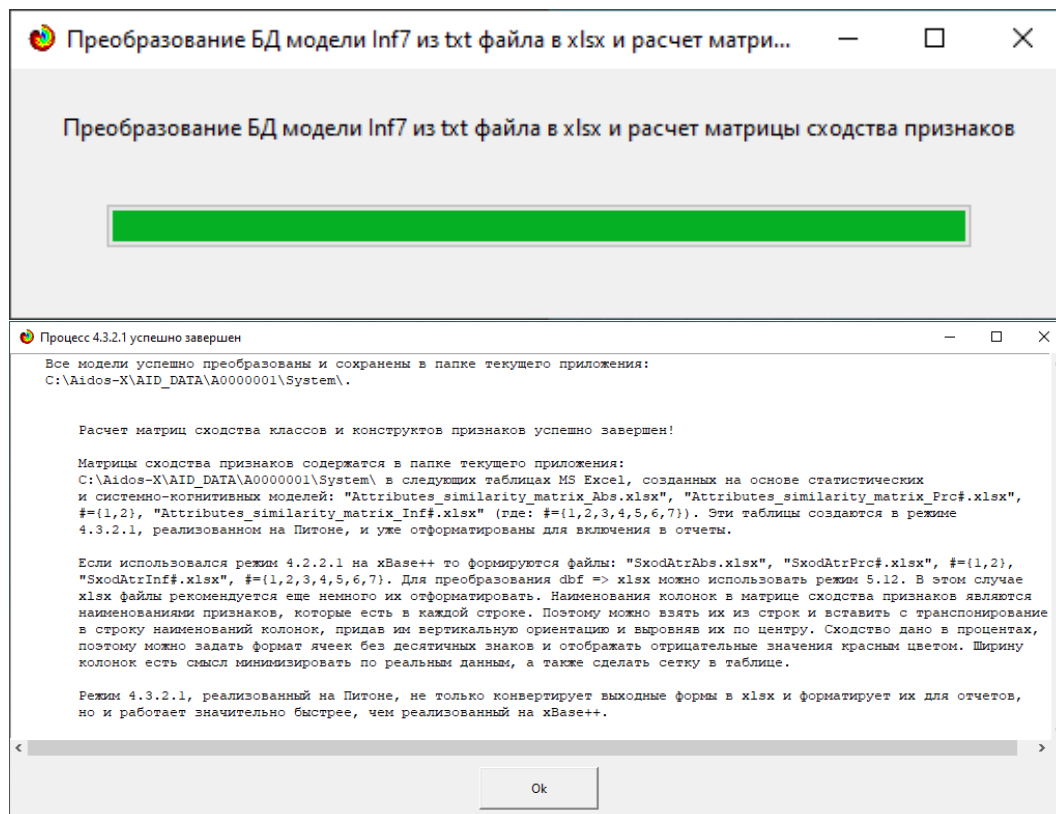 Преобразование БД модели Inf7 из txt файла в xlsx и расчет матри...
Преобразование БД модели Inf7 из txt файла в xlsx и расчет матрицы сходства признаков
Процесс 4.3.2.1 успешно завершен
Все модели успешно преобразованы и сохранены в папке текущего приложения:
C:\Aidos-X\AID_DATA\A0000001\System\.
Расчет матриц сходства классов и конструктов признаков успешно завершен!
Матрицы сходства признаков содержатся в папке текущего приложения:
C:\Aidos-X\AID_DATA\A0000001\System\ в следующих таблицах MS Excel, созданных на основе статистических
и системно-когнитивных моделей: "Attributes_similarity_matrix_Abs.xlsx", "Attributes_similarity_matrix_Prc#.xlsx",
#={1,2}, "Attributes_similarity_matrix_Inf#.xlsx" (где: #={1,2,3,4,5,6,7}). Эти таблицы создаются в режиме
4.3.2.1, реализованном на Питоне, и уже отформатированы для включения в отчеты.
Если использовался режим 4.2.2.1 на xBase++ то формируются файлы: "SxodAtrAbs.xlsx", "SxodAtrPrc#.xlsx", #={1,2},
"SxodAtrInf#.xlsx", #={1,2,3,4,5,6,7}. Для преобразования dbf => xlsx можно использовать режим 5.12. В этом случае
xlsx файлы рекомендуется еще немного их отформатировать. Наименования колонок в матрице сходства признаков являются
наименованиями признаков, которые есть в каждой строке. Поэтому можно взять их из строк и вставить с транспонирование
в строку наименований колонок, придав им вертикальную ориентацию и выровняв их по центру. Сходство дано в процентах,
поэтому можно задать формат ячеек без десятичных знаков и отображать отрицательные значения красным цветом. Ширину
колонок есть смысл минимизировать по реальным данным, а также сделать сетку в таблице.
Режим 4.3.2.1, реализованный на Питоне, не только конвертирует выходные формы в xlsx и форматирует их для отчетов,
но и работает значительно быстрее, чем реализованный на xBase++.
Ok